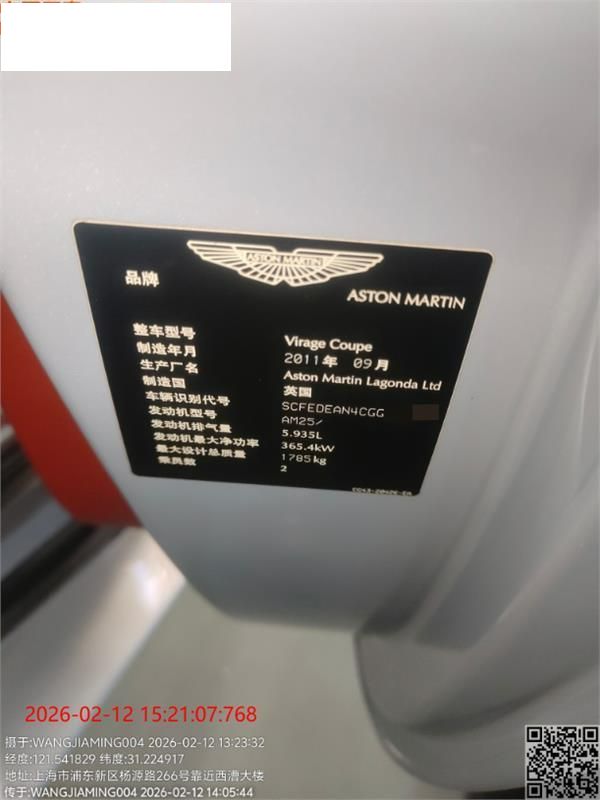 ASTON MARTIN
品牌 ASTON MARTIN
整车型号 Virage Coupe
制造年月 2011年 09月
生产厂名 Aston Martin Lagonda Ltd
制造国 英国
车辆识别代号 SCFEDEAN4CGG
发动机型号 AM25/
发动机排气量 5.935L
发动机最大净功率 365.4kW
最大设计总质量 1785kg
乘员数 2
2026-02-12 15:21:07:768
摄于:WANGJIAMING004 2026-02-12 13:23:32
经度:121.541829 纬度:31.224917
地址:上海市浦东新区杨源路266号靠近西漕大楼
传于:WANGJIAMING004 2026-02-12 14:05:44